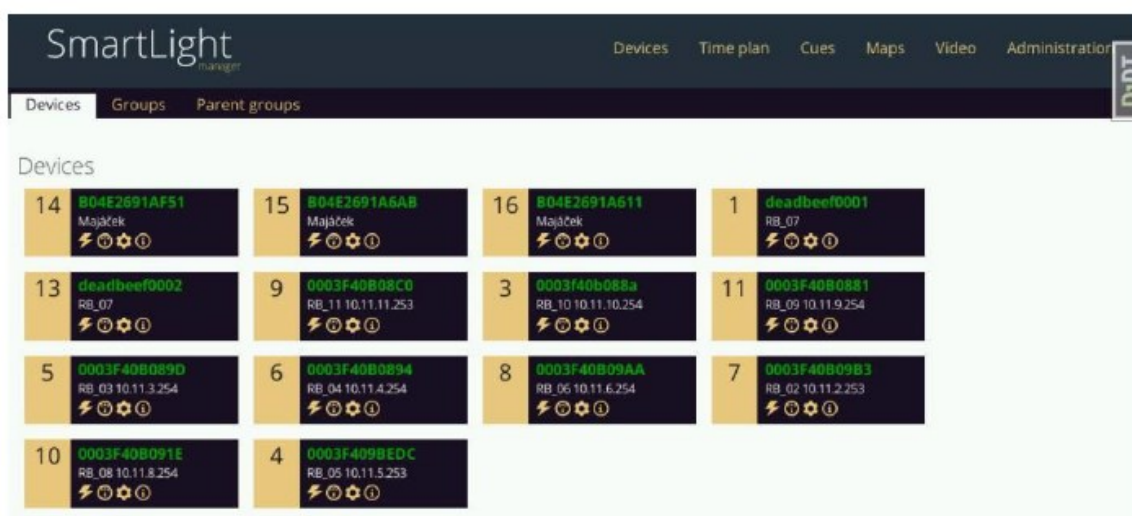 SmartLight
manager
Devices Time plan Cues Maps Video Administration
Devices Groups Parent groups
Devices
14 B04E2691AF51
Majáček
15 B04E2691A6AB
Majáček
16 B04E2691A611
Majáček
1 deadbeef0001
RB_07
13 deadbeef0002
RB_07
9 0003F40B08C0
RB_11 10.11.11.253
3 0003f40b088a
RB_10 10.11.10.254
11 0003F40B0881
RB_09 10.11.9.254
5 0003F40B089D
RB_03 10.11.3.254
6 0003F40B0894
RB_04 10.11.4.254
8 0003F40B09AA
RB_06 10.11.6.254
7 0003F40B09B3
RB_02 10.11.2.253
10 0003F40B091E
RB_08 10.11.8.254
4 0003F409BEDC
RB_05 10.11.5.253